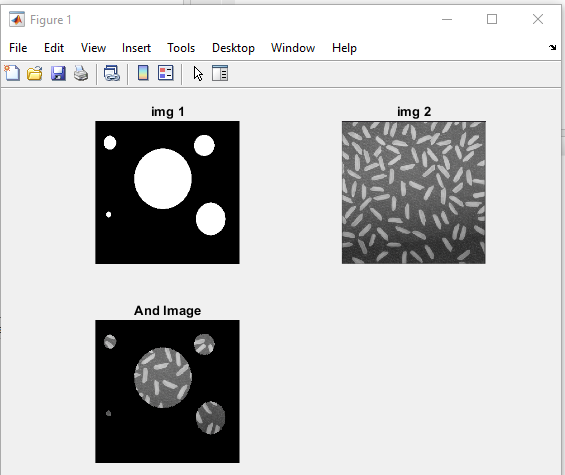 Figure 1
File Edit View Insert Tools Desktop Window Help
img 1 img 2
And Image